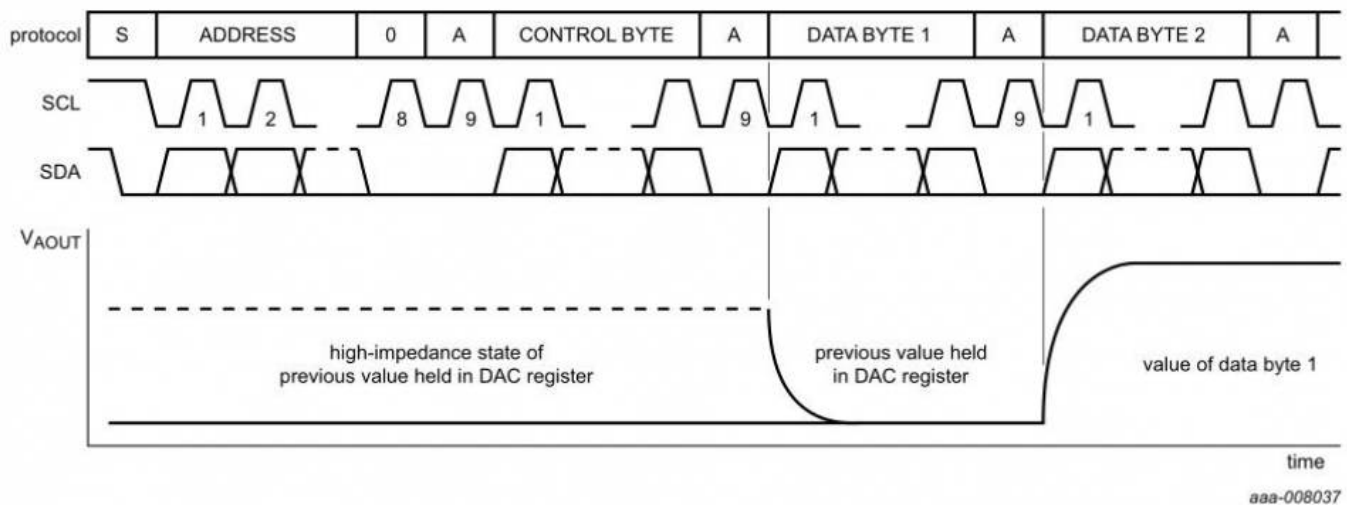 protocol S ADDRESS 0 A CONTROL BYTE A DATA BYTE 1 A DATA BYTE 2 A
SCL 1 2 8 9 1 9 1 9 1
SDA
VAOUT
high-impedance state of
previous value held in DAC register
previous value held
in DAC register
value of data byte 1
time
aaa-008037